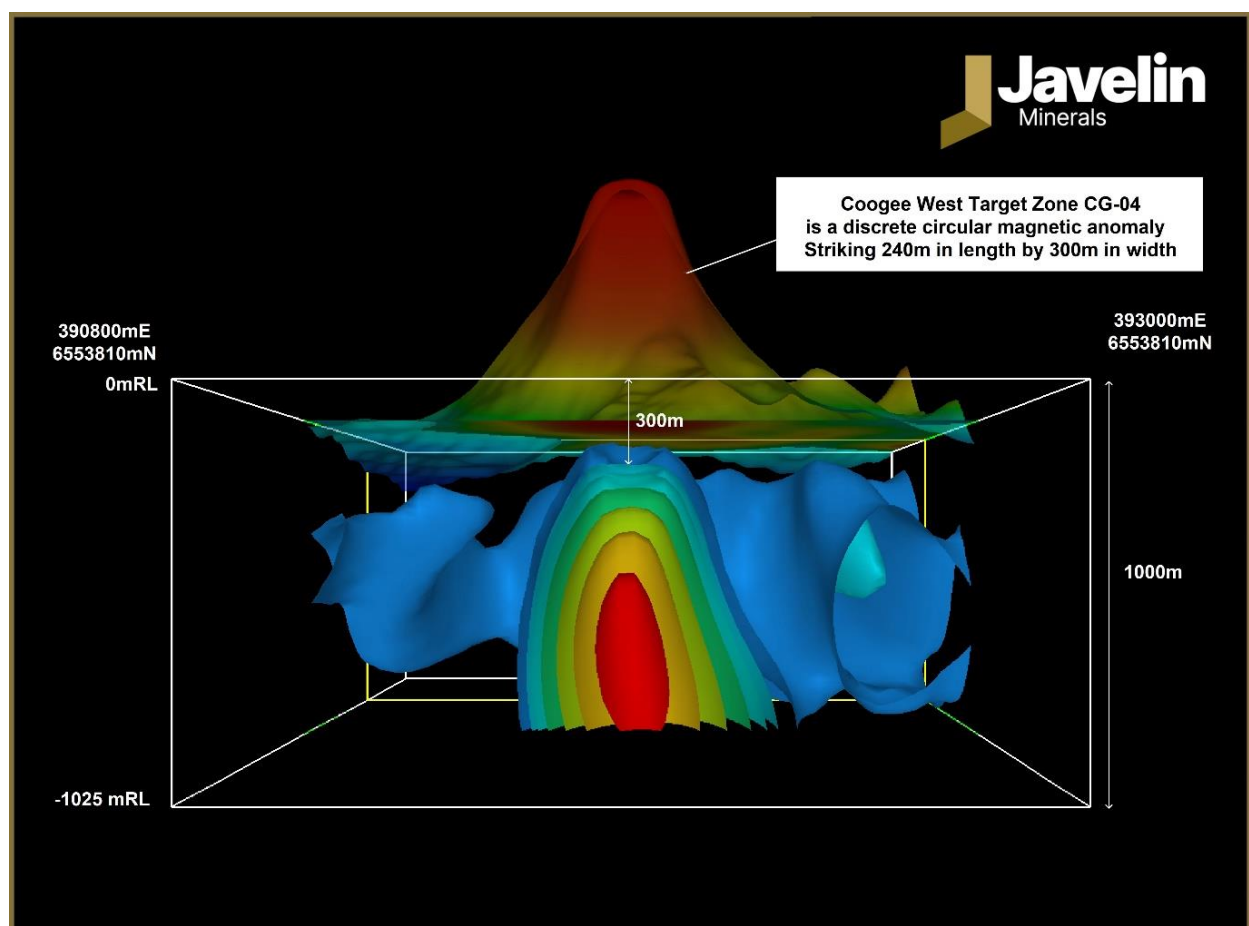 Javelin
Minerals
Coogee West Target Zone CG-04
is a discrete circular magnetic anomaly
Striking 240m in length by 300m in width
390800mE
6553810mN
0mRL
393000mE
6553810mN
300m
1000m
-1025 mRL